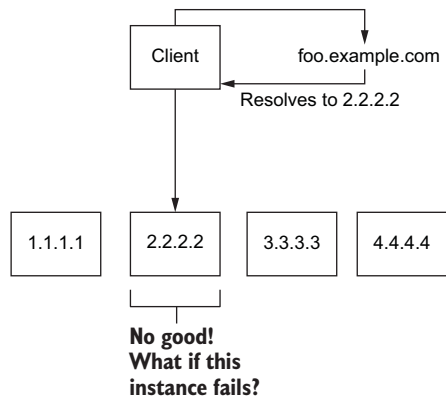 Client
foo.example.com
Resolves to 2.2.2.2
1.1.1.1
2.2.2.2
3.3.3.3
4.4.4.4
No good!
What if this
instance fails?